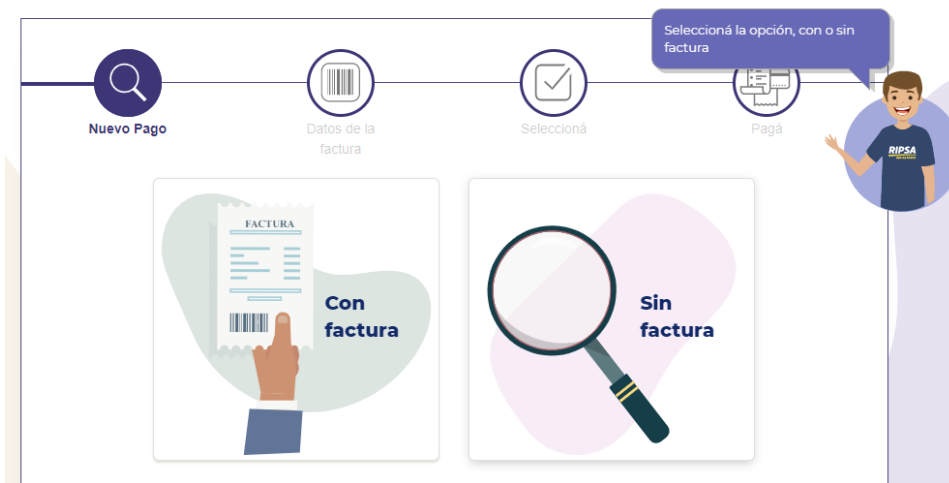 Seleccioná la opción, con o sin
factura
Nuevo Pago
Datos de la
factura
Seleccioná
Pagá
RIPSA
FACTURA
Con
factura
Sin
factura